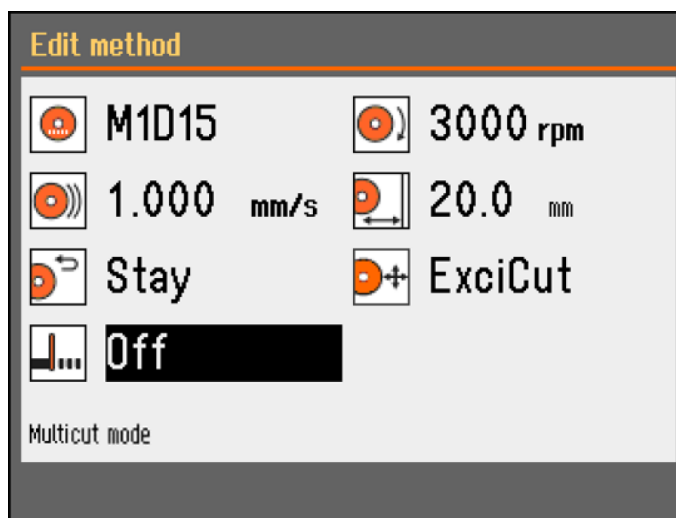 Edit method
M1D15 3000 rpm
1.000 mm/s 20.0 mm
Stay ExciCut
Off
Multicut mode